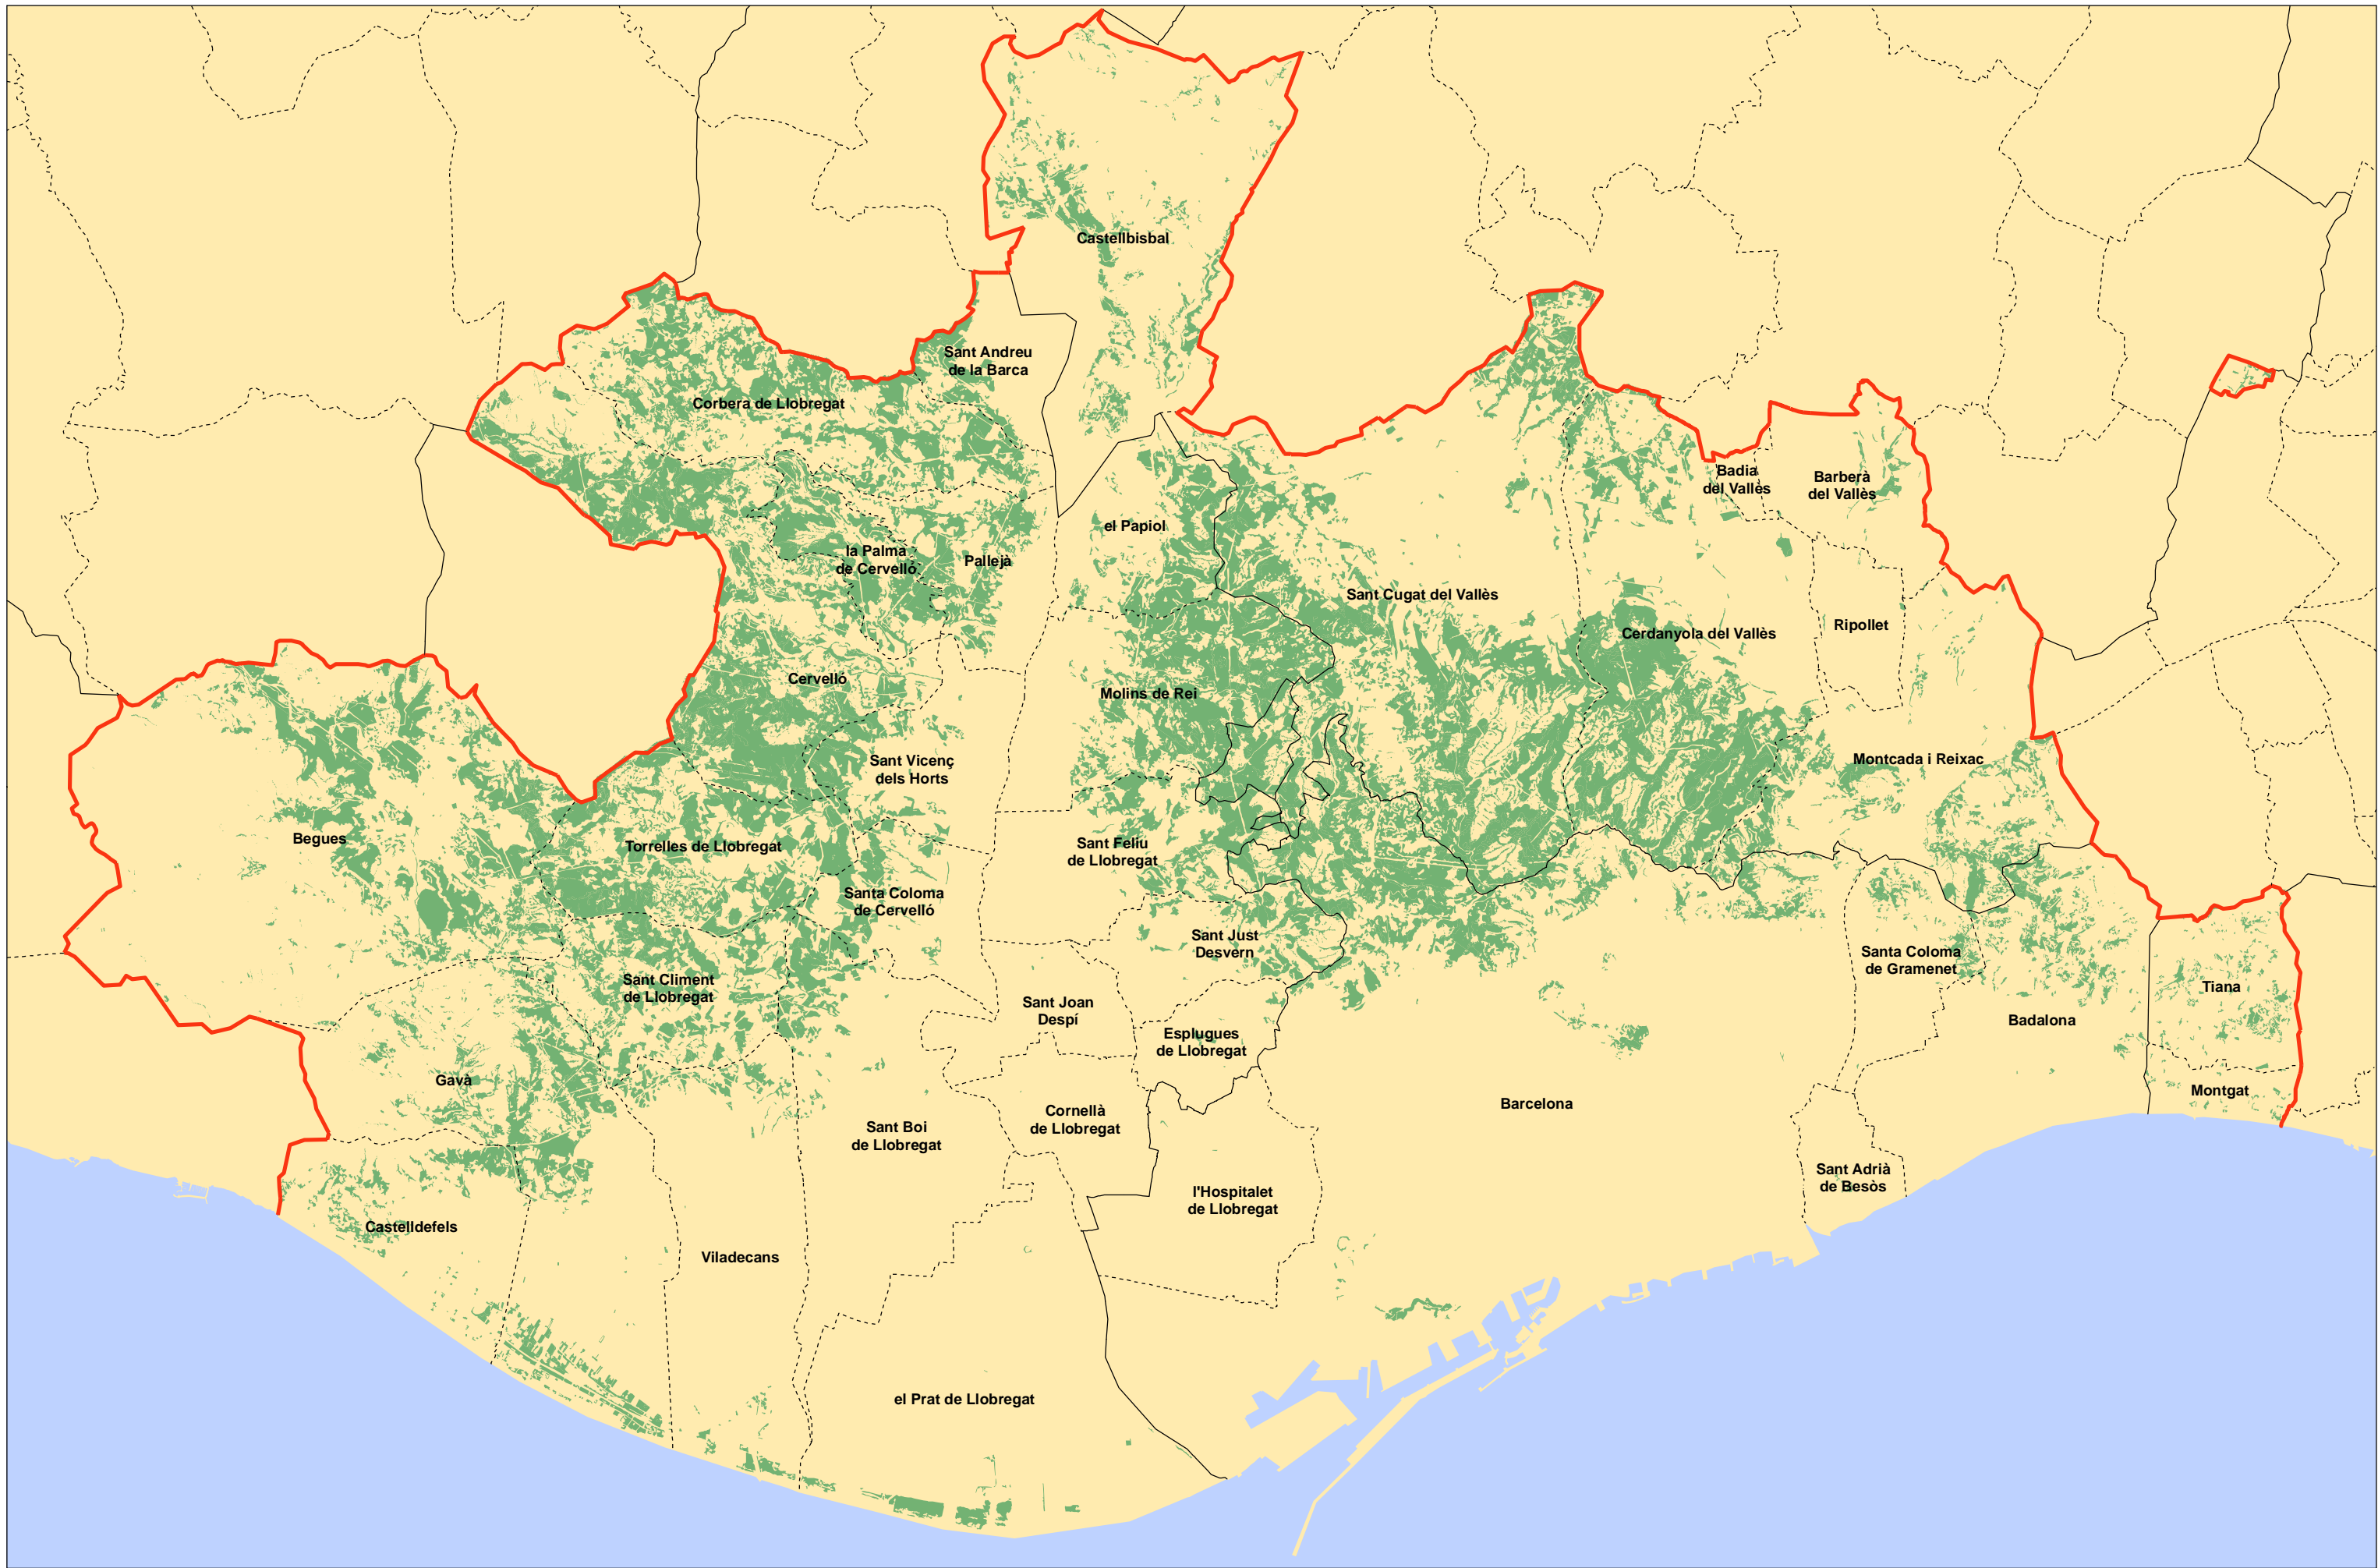 Castellbisbal
Sant Andreu
de la Barca
Corbera de Llobregat
Badia
del Vallès
Barberà
del Vallès
el Papiol
la Palma
de Cervelló
Pallejà
Sant Cugat del Vallès
Cerdanyola del Vallès
Ripollet
Cervelló
Molins de Rei
Sant Vicenç
dels Horts
Montcada i Reixac
Begues
Torrelles de Llobregat
Sant Feliu
de Llobregat
Santa Coloma
de Cervelló
Sant Just
Desvern
Santa Coloma
de Gramenet
Sant Climent
de Llobregat
Tiana
Sant Joan
Despí
Badalona
Esplugues
de Llobregat
Gavà
Montgat
Barcelona
Cornellà
de Llobregat
Sant Boi
de Llobregat
Sant Adrià
de Besòs
l'Hospitalet
de Llobregat
Castelldefels
Viladecans
el Prat de Llobregat